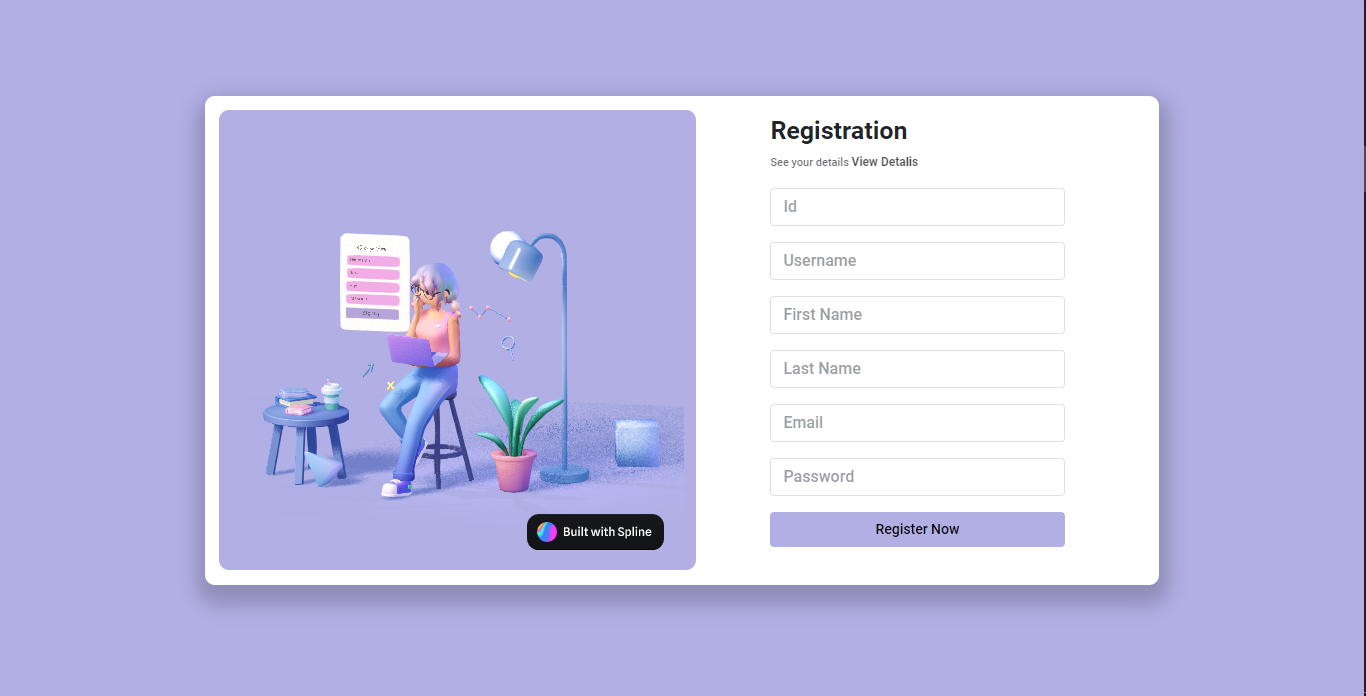 Registration
See your details View Detalis
Id
Username
First Name
Last Name
Email
Password
Register Now
Built with Spline